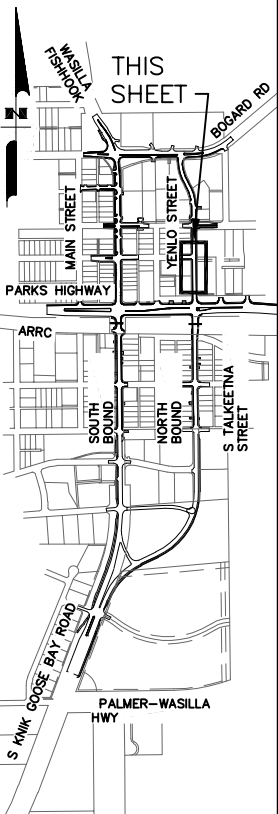 WASILLA
FISHHOOK
THIS
SHEET
BOGARD RD
N
MAIN STREET
YENLO STREET
PARKS HIGHWAY
ARRC
SOUTH
BOUND
NORTH
BOUND
S TALKEETNA
STREET
S KNIK GOOSE BAY ROAD
PALMER-WASILLA
HWY